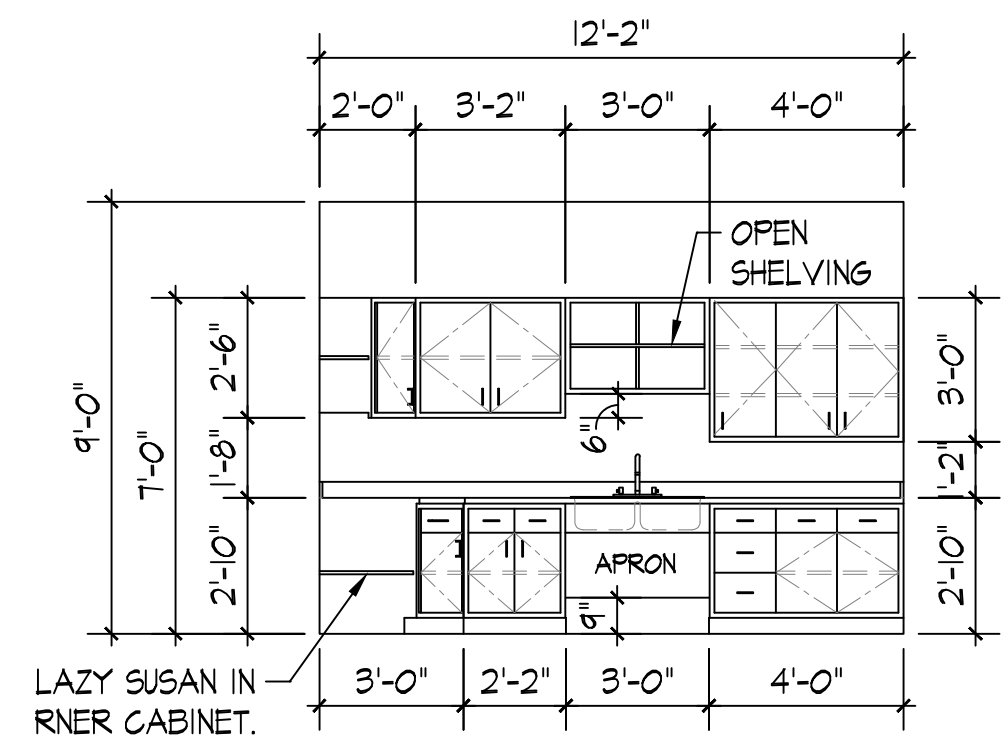 12'-2"
2'-0" 3'-2" 3'-0" 4'-0"
OPEN
SHELVING
9'-0"
7'-0"
2'-6"
1'-8"
2'-10"
6"
9"
APRON
3'-0"
1'-2"
2'-10"
LAZY SUSAN IN
RNER CABINET.
3'-0" 2'-2" 3'-0" 4'-0"